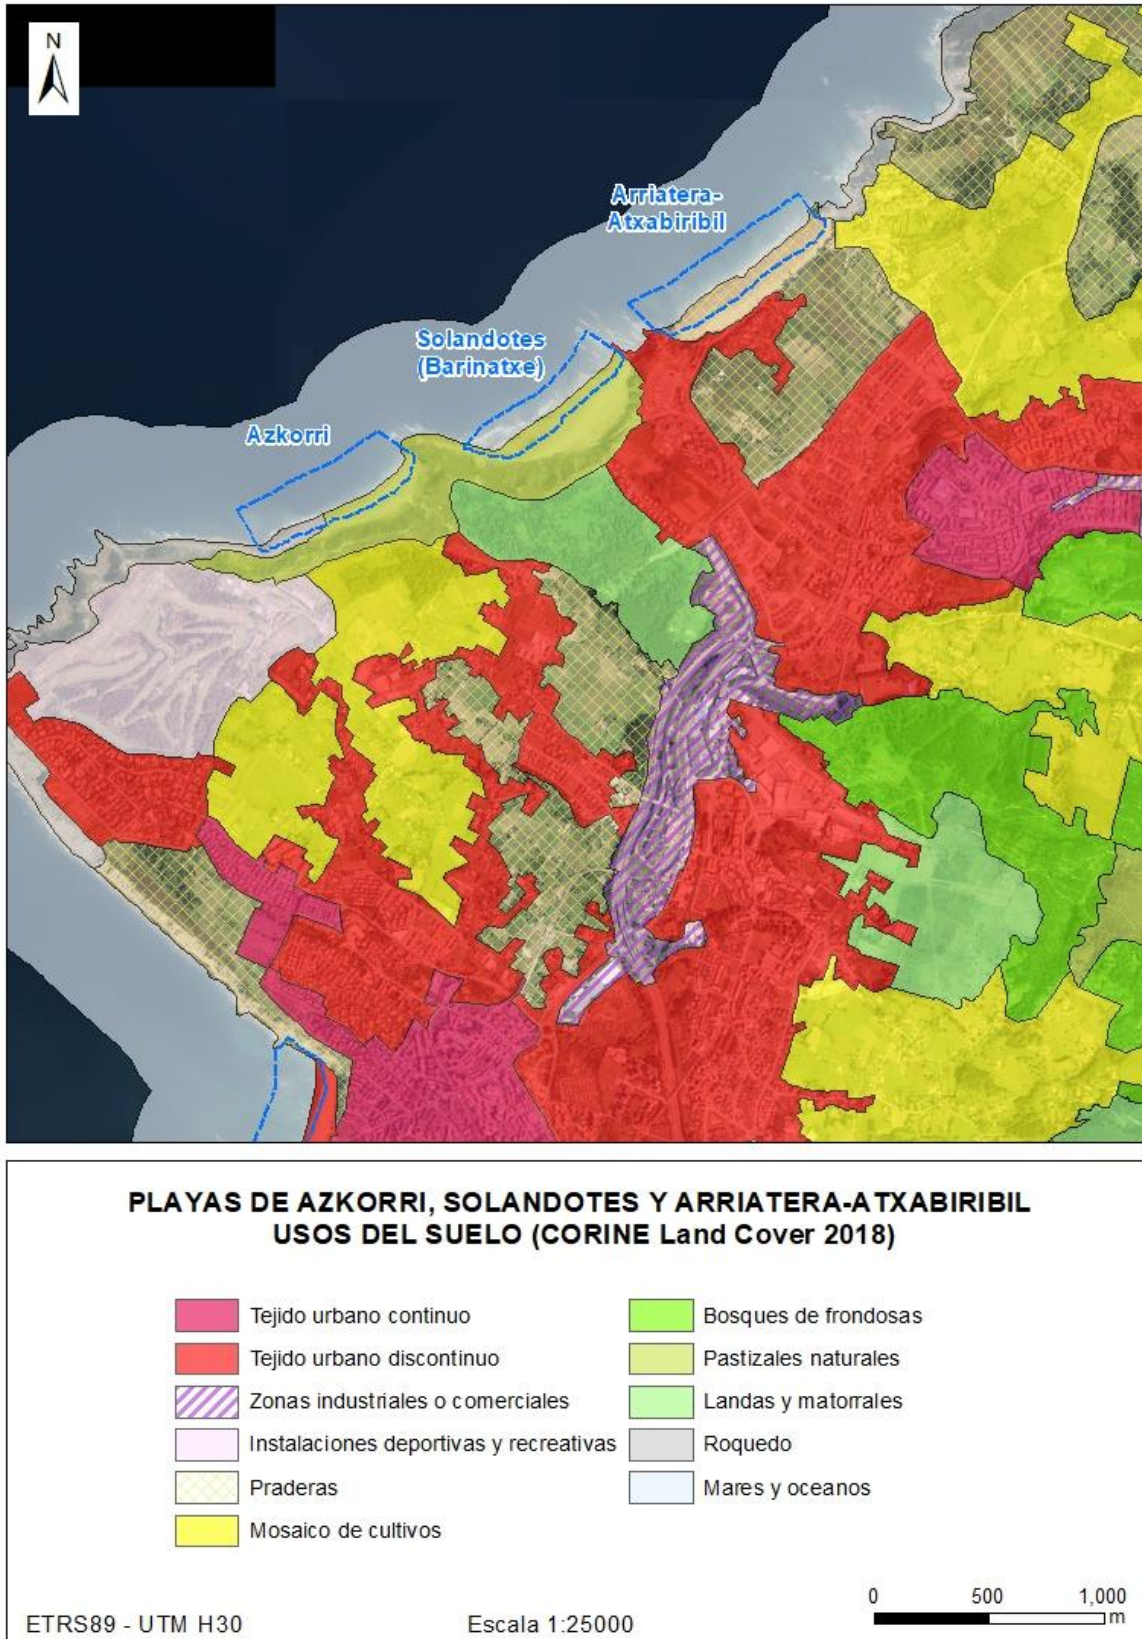 N
Arriatera-
Atxabiribil
Solandotes
(Barinatxe)
Azkorri
PLAYAS DE AZKORRI, SOLANDOTES Y ARRIATERA-ATXABIRIBIL
USOS DEL SUELO (CORINE Land Cover 2018)
Tejido urbano continuo
Tejido urbano discontinuo
Zonas industriales o comerciales
Instalaciones deportivas y recreativas
Praderas
Mosaico de cultivos
Bosques de frondosas
Pastizales naturales
Landas y matorrales
Roquedo
Mares y oceanos
ETRS89 - UTM H30
Escala 1:25000
0 500 1,000
m